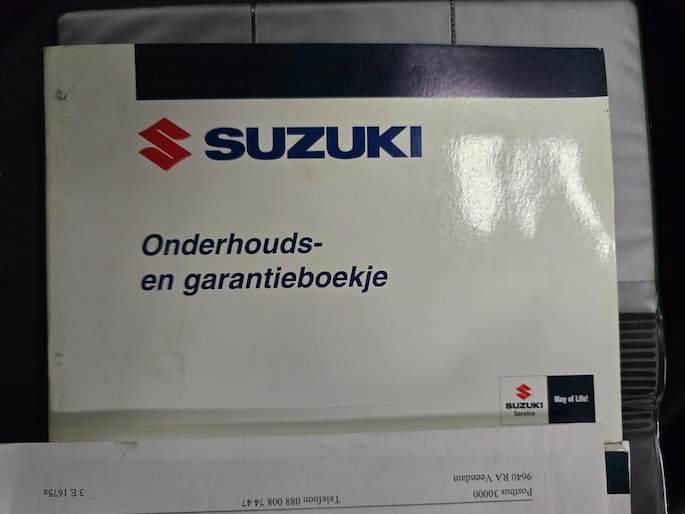 SUZUKI
Onderhouds-
en garantieboekje
SUZUKI
Service
Way of Life!
Postbus 30000
9640 RA Veendam
Telefoon 088 008 74 47
3 E 1675a